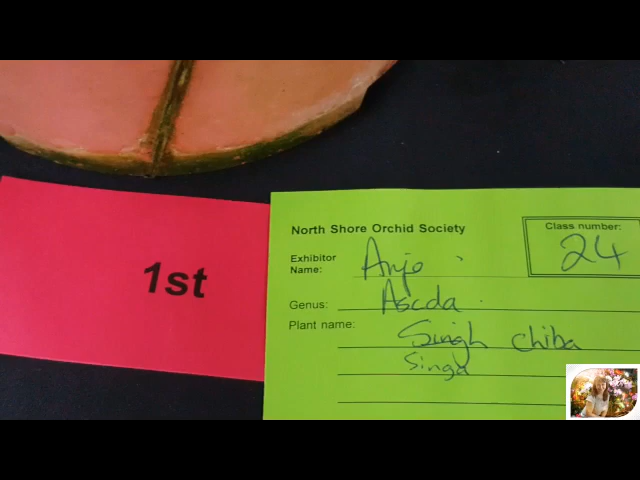 1st
North Shore Orchid Society
Class number:
24
Exhibitor
Name: Anjo
Genus: Ascda
Plant name: Singh Chiba
Singa